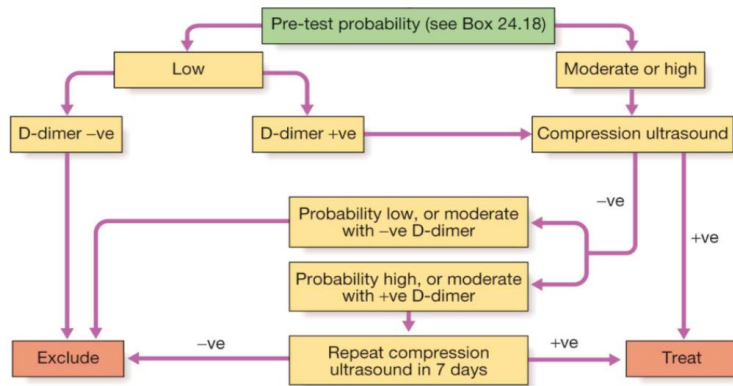 Pre-test probability (see Box 24.18)
Low
Moderate or high
D-dimer –ve
D-dimer +ve
Compression ultrasound
–ve
+ve
Probability low, or moderate
with –ve D-dimer
Probability high, or moderate
with +ve D-dimer
Exclude
–ve
Repeat compression
ultrasound in 7 days
+ve
Treat